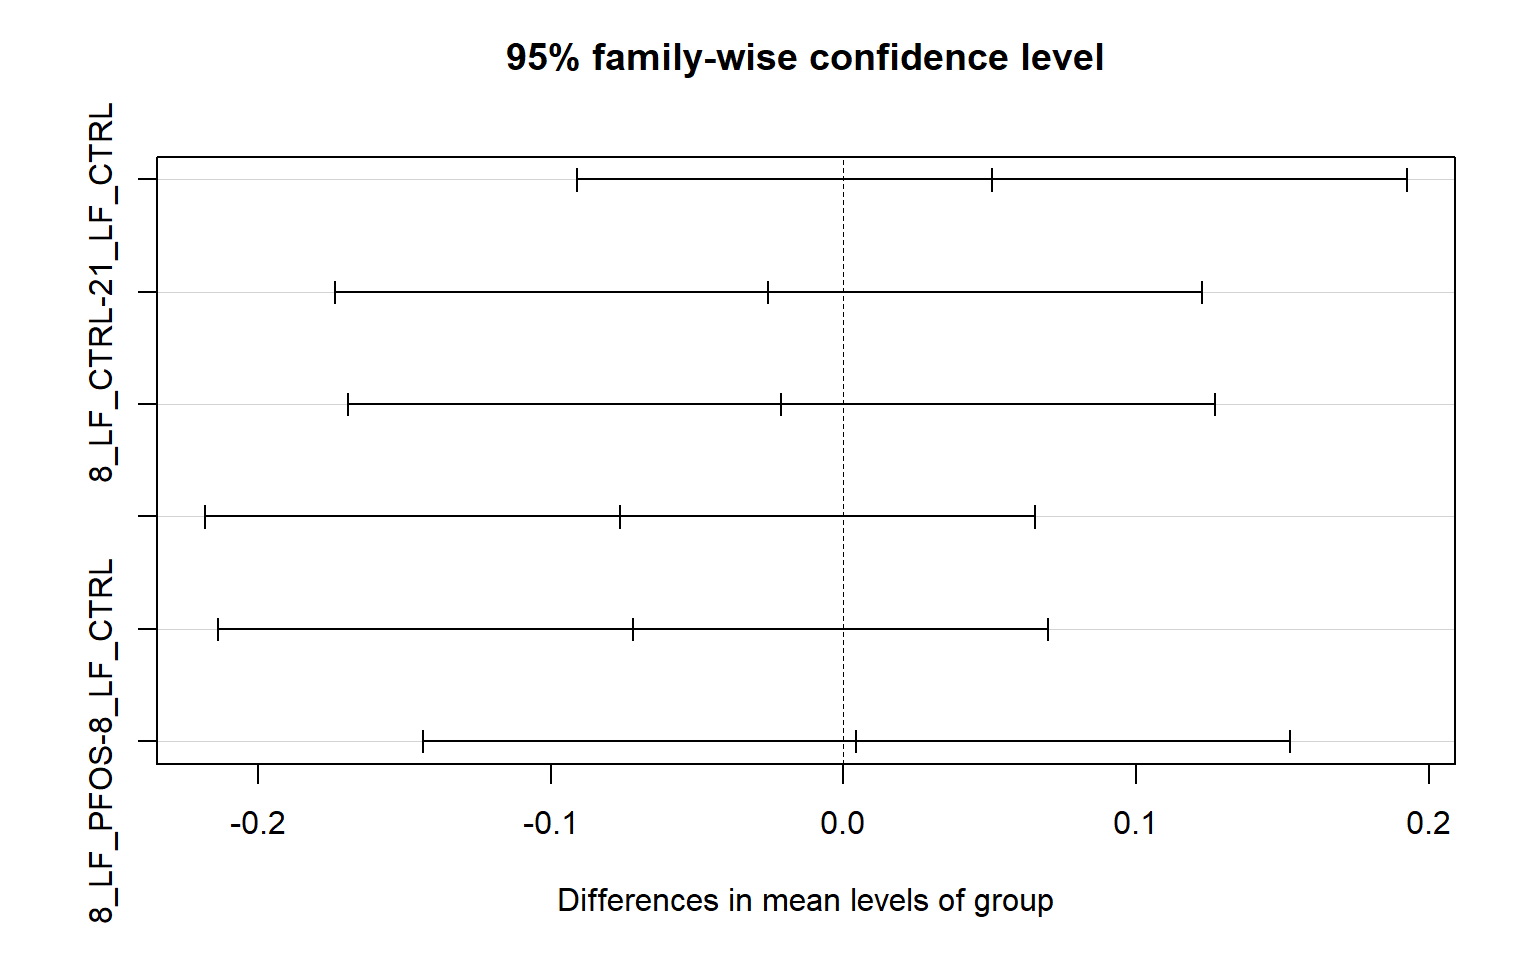 95% family-wise confidence level
8_LF_CTRL-21_LF_CTRL
8_LF_PFOS-8_LF_CTRL
-0.2 -0.1 0.0 0.1 0.2
Differences in mean levels of group